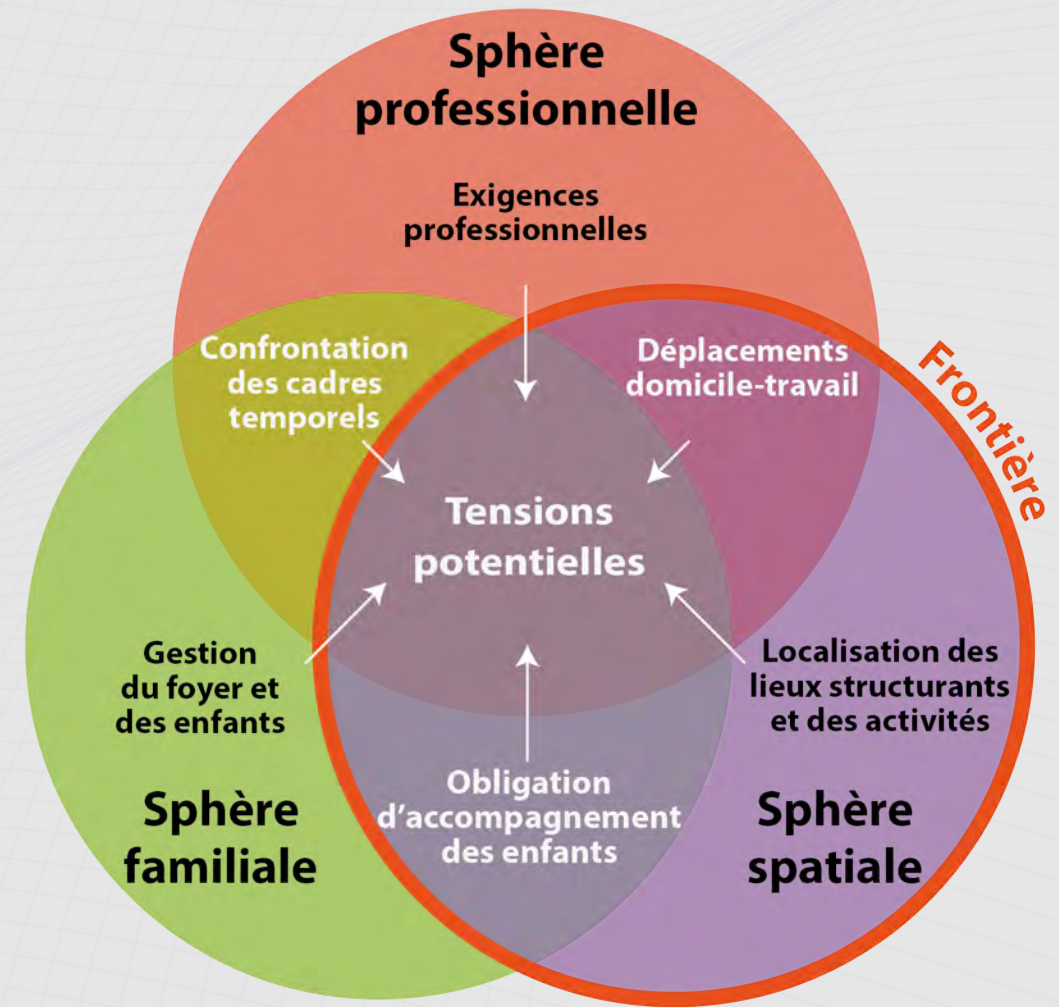 Sphère
professionnelle
Exigences
professionnelles
Confrontation
des cadres
temporels
Déplacements
domicile-travail
Frontière
Tensions
potentielles
Gestion
du foyer et
des enfants
Localisation des
lieux structurants
et des activités
Obligation
d'accompagnement
des enfants
Sphère
familiale
Sphère
spatiale